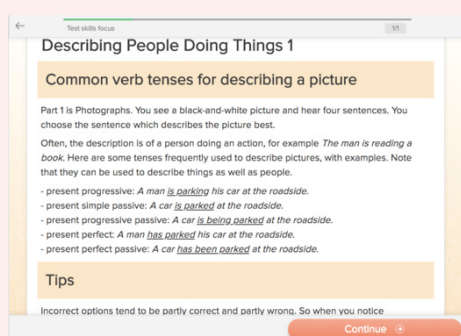 Test skills focus
1/1
Describing People Doing Things 1
Common verb tenses for describing a picture
Part 1 is Photographs. You see a black-and-white picture and hear four sentences. You
choose the sentence which describes the picture best.
Often, the description is of a person doing an action, for example The man is reading a
book. Here are some tenses frequently used to describe pictures, with examples. Note
that they can be used to describe things as well as people.
- present progressive: A man is parking his car at the roadside.
- present simple passive: A car is parked at the roadside.
- present progressive passive: A car is being parked at the roadside.
- present perfect: A man has parked his car at the roadside.
- present perfect passive: A car has been parked at the roadside.
Tips
Incorrect options tend to be partly correct and partly wrong. So when you notice
Continue